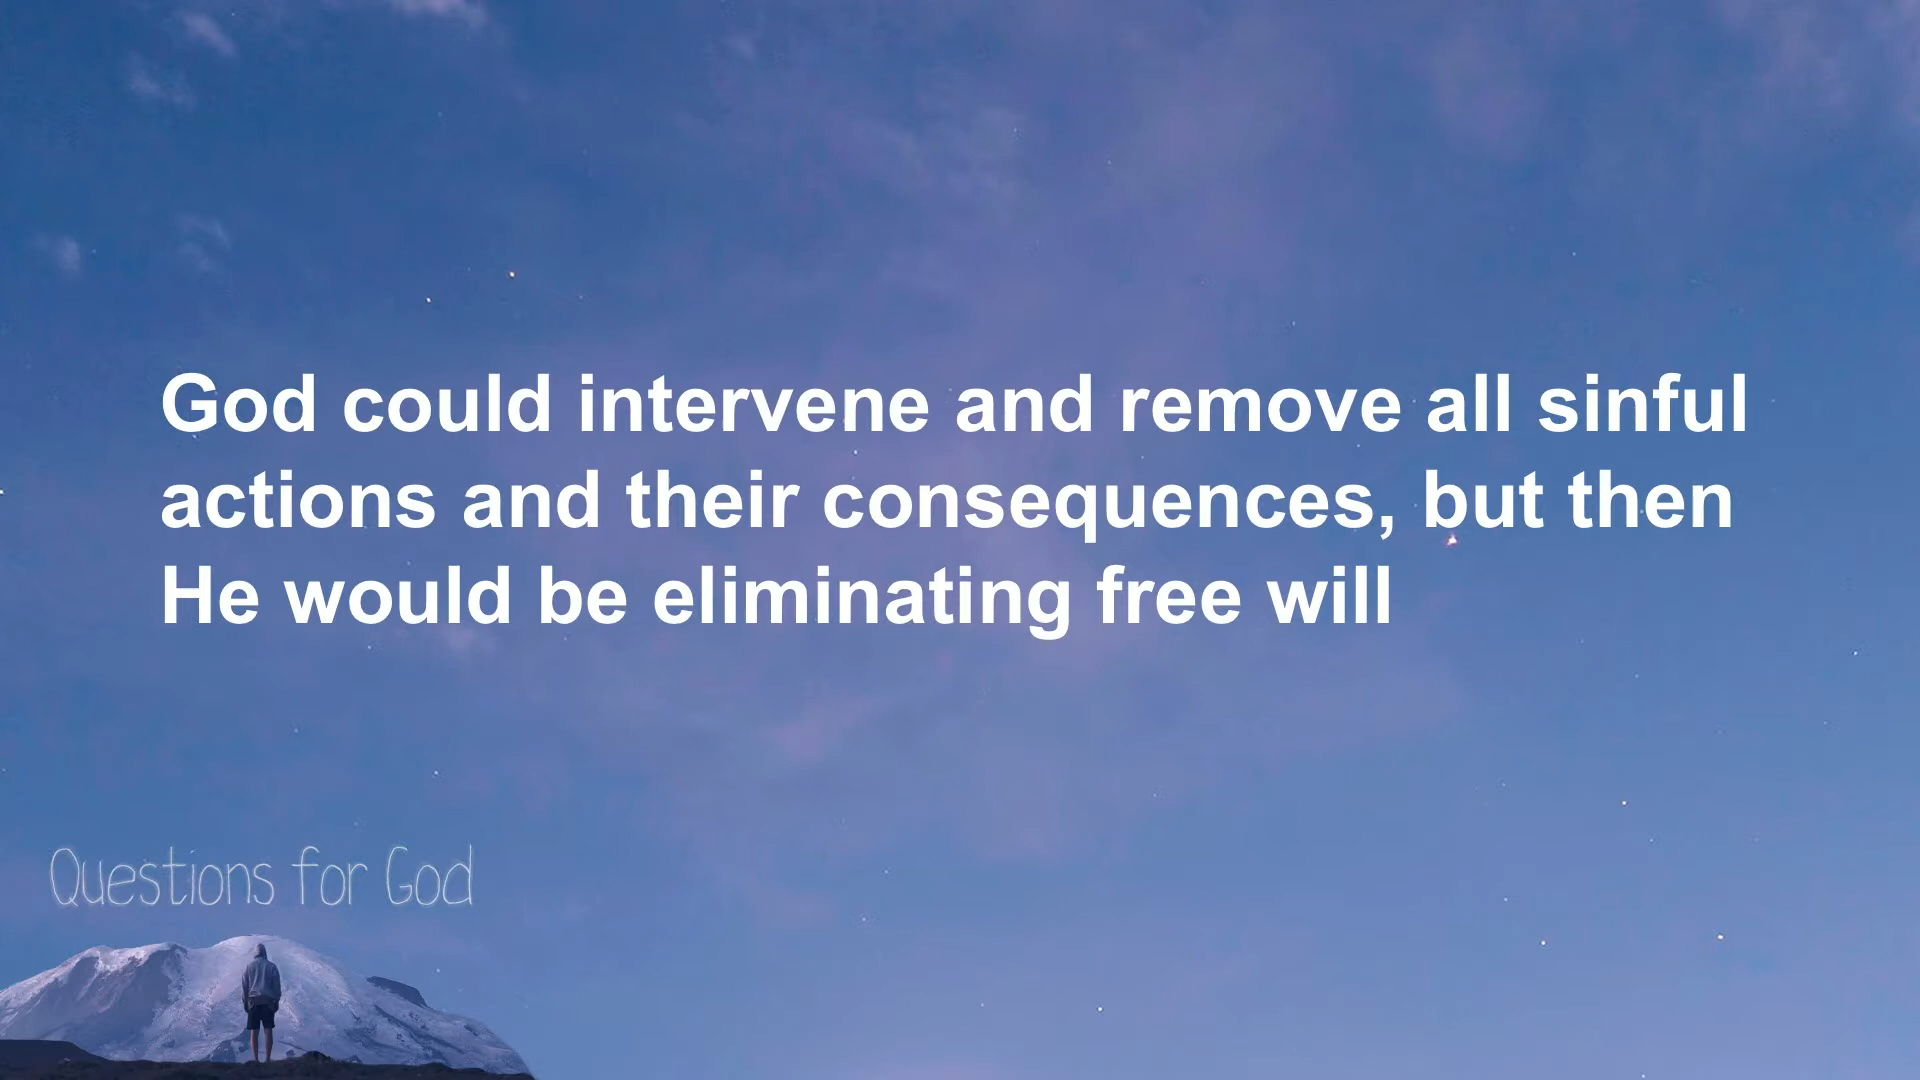 God could intervene and remove all sinful
actions and their consequences, but then
He would be eliminating free will
Questions for God